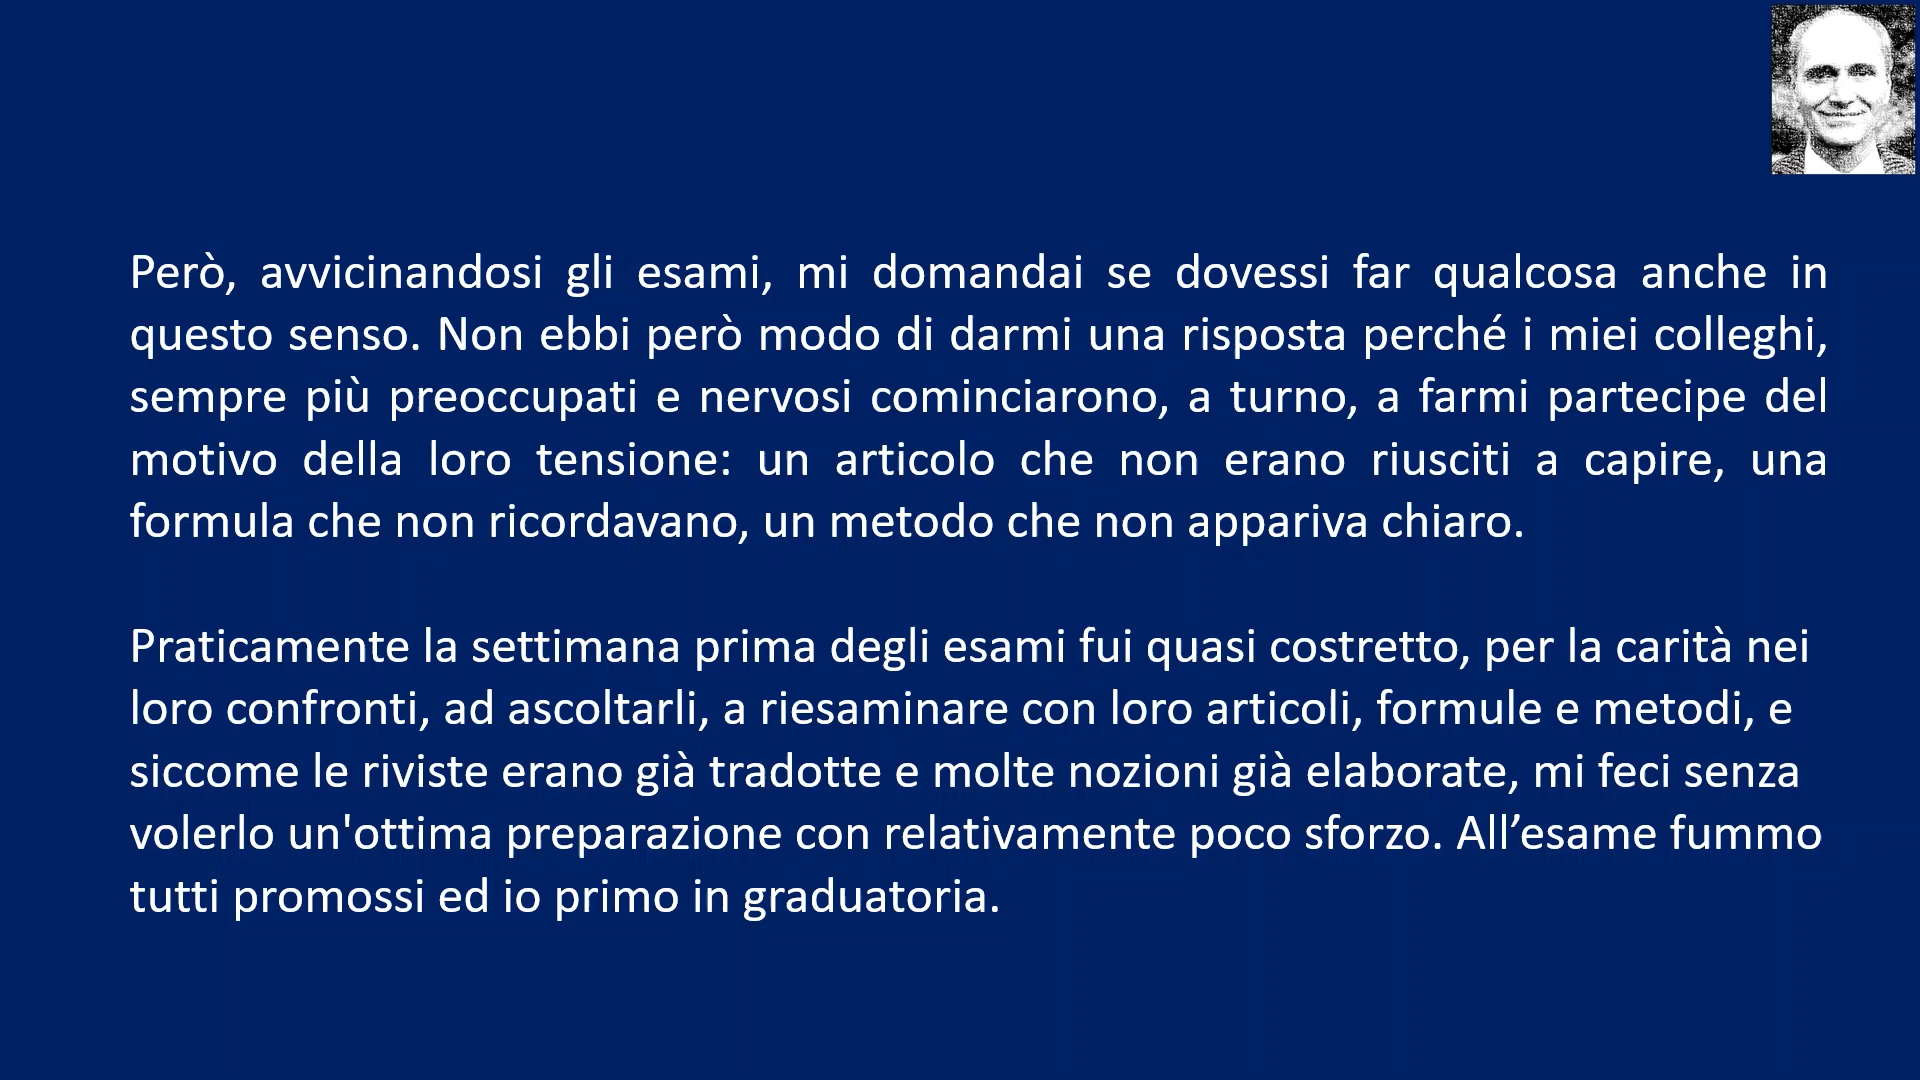 Però, avvicinandosi gli esami, mi domandai se dovessi far qualcosa anche in
questo senso. Non ebbi però modo di darmi una risposta perché i miei colleghi,
sempre più preoccupati e nervosi cominciarono, a turno, a farmi partecipe del
motivo della loro tensione: un articolo che non erano riusciti a capire, una
formula che non ricordavano, un metodo che non appariva chiaro.
Praticamente la settimana prima degli esami fui quasi costretto, per la carità nei
loro confronti, ad ascoltarli, a riesaminare con loro articoli, formule e metodi, e
siccome le riviste erano già tradotte e molte nozioni già elaborate, mi feci senza
volerlo un'ottima preparazione con relativamente poco sforzo. All’esame fummo
tutti promossi ed io primo in graduatoria.